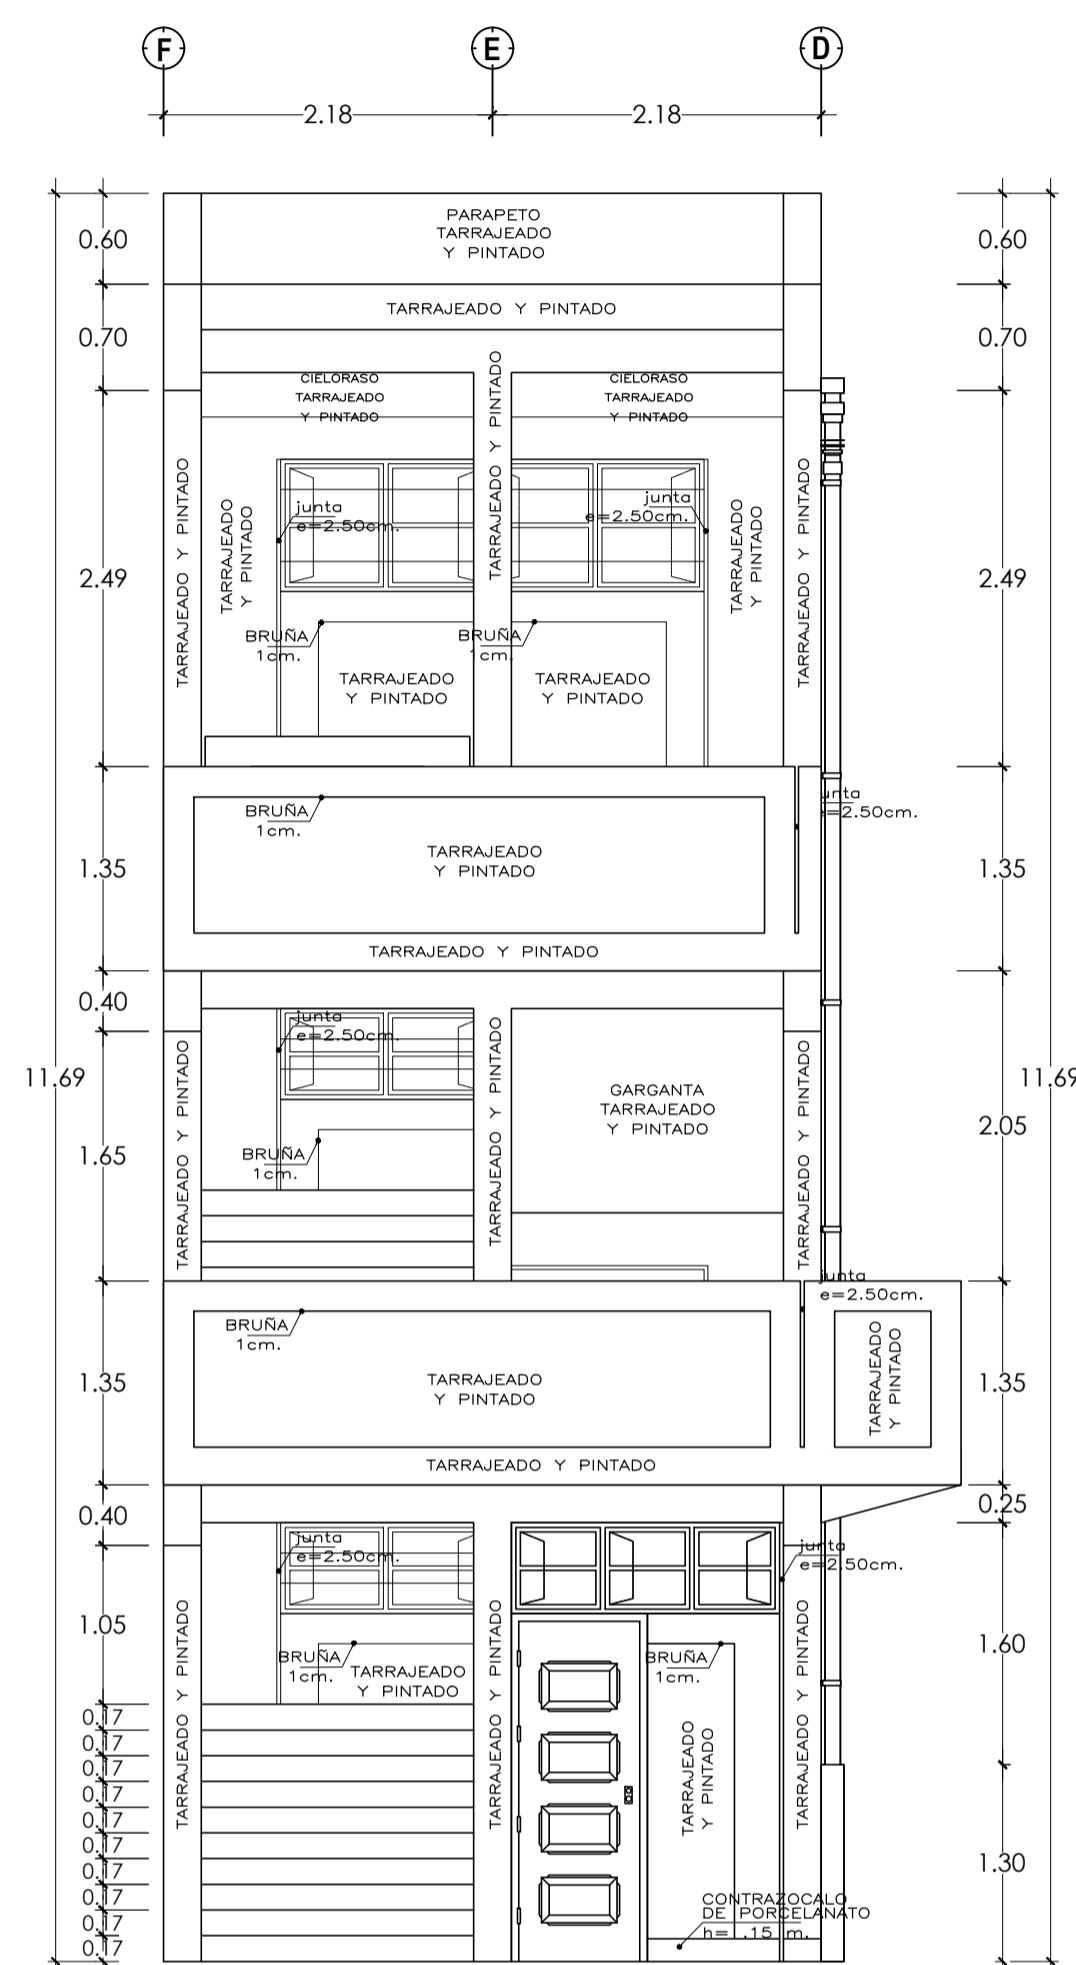 F
E
D
2.18
2.18
0.60
PARAPETO
TARRAJEADO
Y PINTADO
0.60
TARRAJEADO Y PINTADO
0.70
0.70
CIELORASO
TARRAJEADO
Y PINTADO
CIELORASO
TARRAJEADO
Y PINTADO
TARRAJEADO Y PINTADO
TARRAJEADO Y PINTADO
TARRAJEADO
Y PINTADO
junta
e=2.50cm.
junta
e=2.50cm.
TARRAJEADO
Y PINTADO
TARRAJEADO Y PINTADO
2.49
2.49
BRUÑA
1cm.
BRUÑA
1cm.
TARRAJEADO
Y PINTADO
TARRAJEADO
Y PINTADO
BRUÑA
1cm.
junta
e=2.50cm.
1.35
TARRAJEADO
Y PINTADO
1.35
TARRAJEADO Y PINTADO
0.40
junta
e=2.50cm.
11.69
11.69
TARRAJEADO Y PINTADO
TARRAJEADO Y PINTADO
GARGANTA
TARRAJEADO
Y PINTADO
TARRAJEADO Y PINTADO
2.05
1.65
BRUÑA
1cm.
junta
e=2.50cm.
BRUÑA
1cm.
1.35
TARRAJEADO
Y PINTADO
TARRAJEADO
Y PINTADO
1.35
TARRAJEADO Y PINTADO
0.40
0.25
junta
e=2.50cm.
junta
e=2.50cm.
1.05
1.60
BRUÑA
1cm.
TARRAJEADO
Y PINTADO
BRUÑA
1cm.
TARRAJEADO Y PINTADO
TARRAJEADO Y PINTADO
TARRAJEADO
Y PINTADO
TARRAJEADO Y PINTADO
0.17
0.17
0.17
0.17
0.17
0.17
0.17
0.17
0.17
0.17
1.30
CONTRAZOCALO
DE PORCELANATO
h= .15 m.